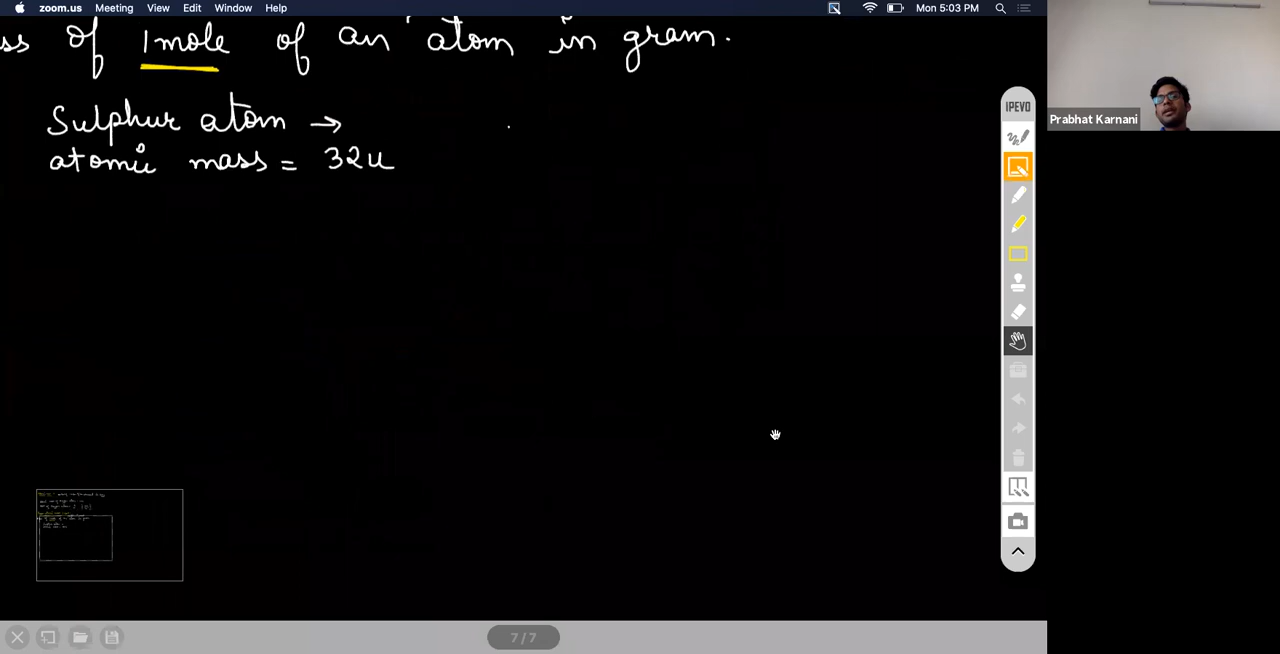 zoom.us Meeting View Edit Window Help Mon 5:03 PM
ss of 1mole of an atom in gram.
Sulphur atom →
atomic mass = 32u
IPEVO
Prabhat Karnani
7/7